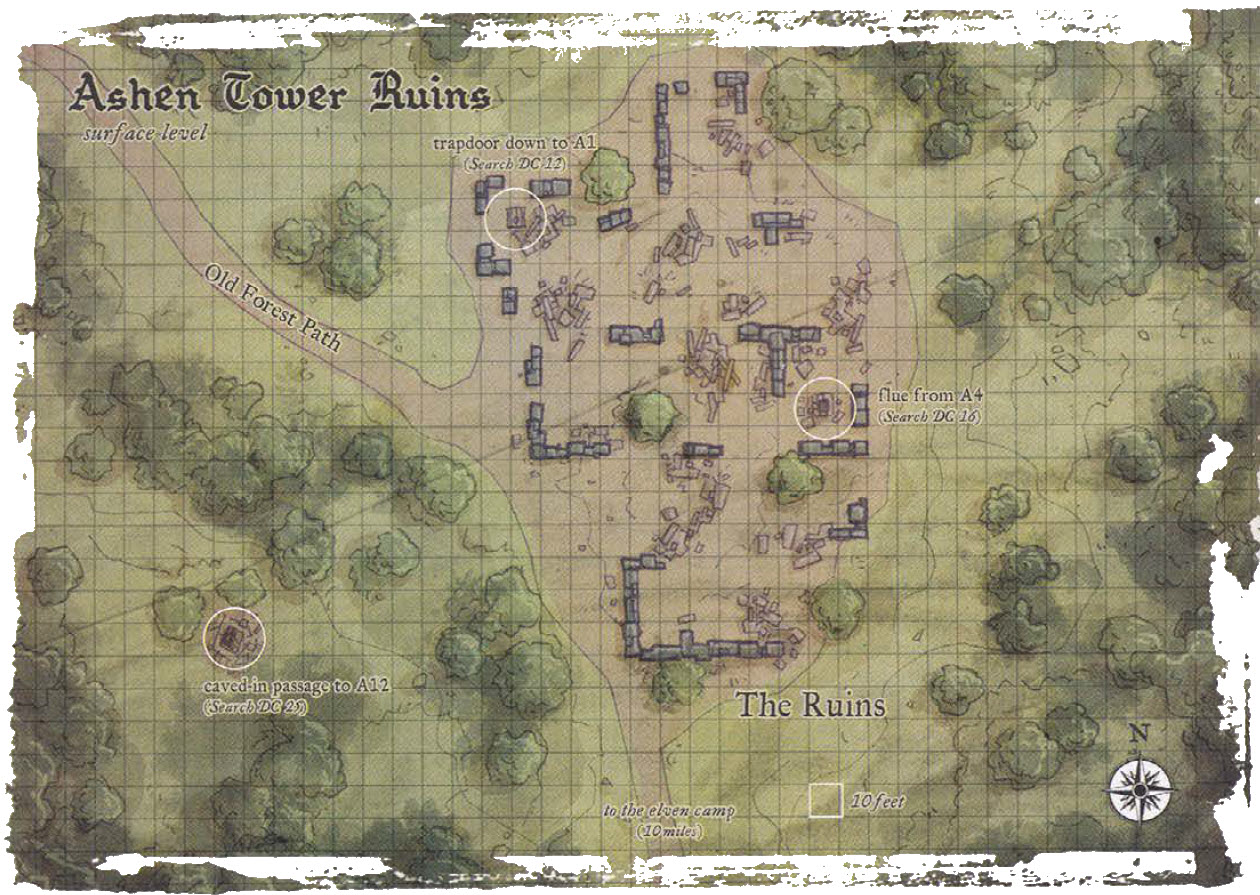 Ashen Tower Ruins
surface level
trapdoor down to A1
(Search DC 12)
Old Forest Path
flue from A4
(Search DC 16)
caved-in passage to A12
(Search DC 25)
The Ruins
N
10 feet
to the elven camp
(10 miles)